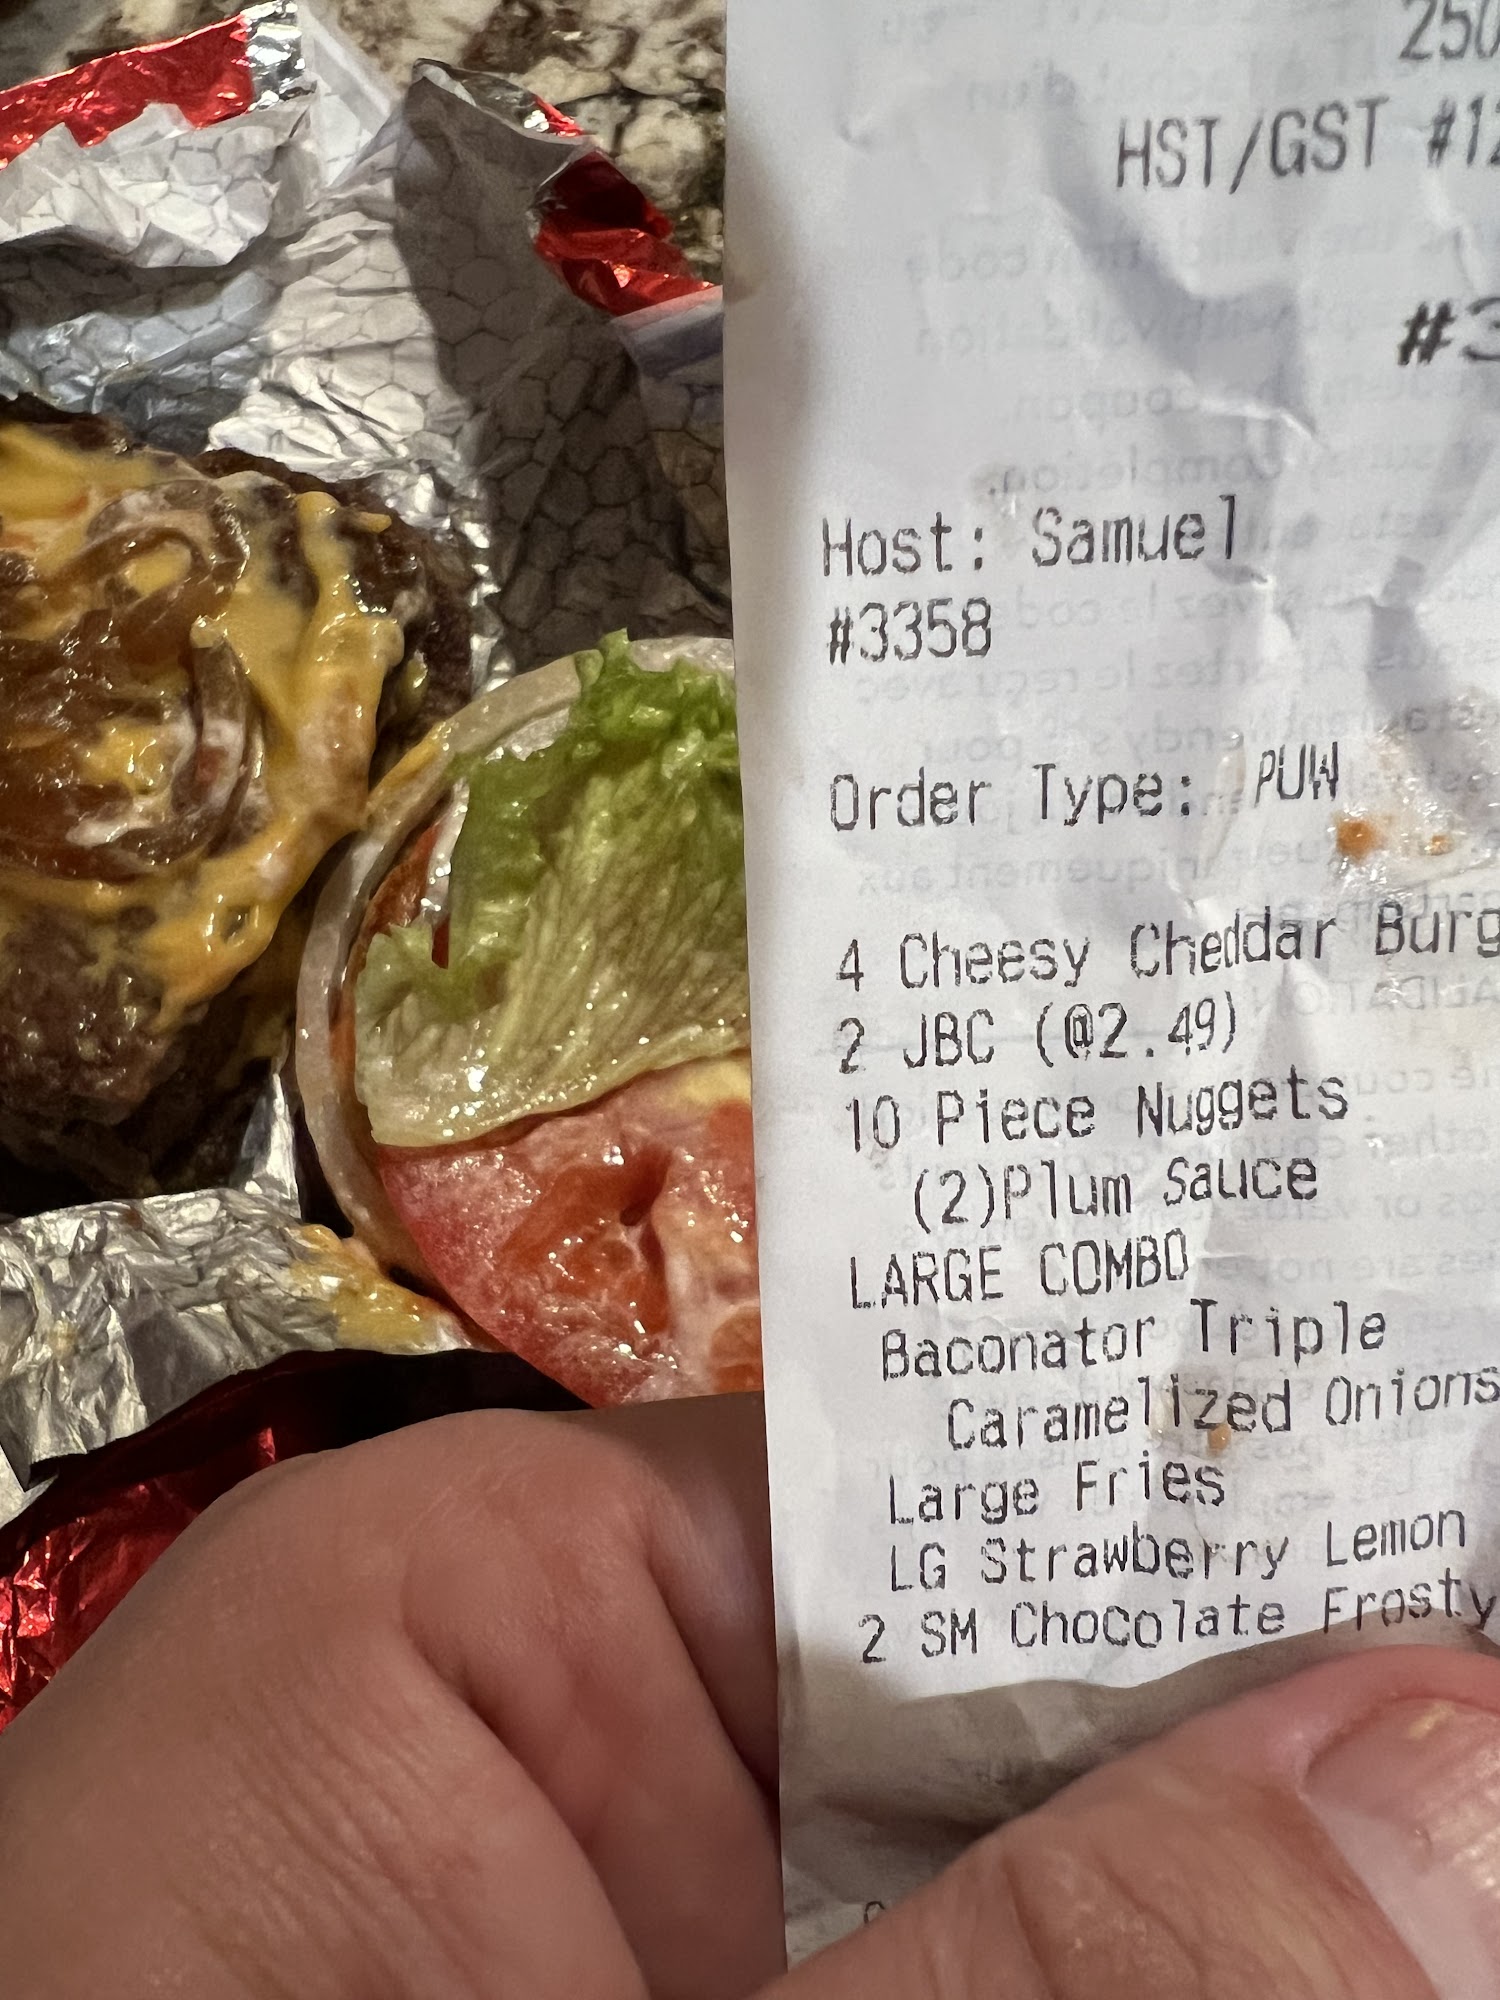 250
HST/GST #12
#3
Host: Samuel
#3358
Order Type: PUW
4 Cheesy Cheddar Burg
2 JBC (@2.49)
10 Piece Nuggets
(2)Plum Sauce
LARGE COMBO
Baconator Triple
Caramelized Onions
Large Fries
LG Strawberry Lemon
2 SM Chocolate Frosty